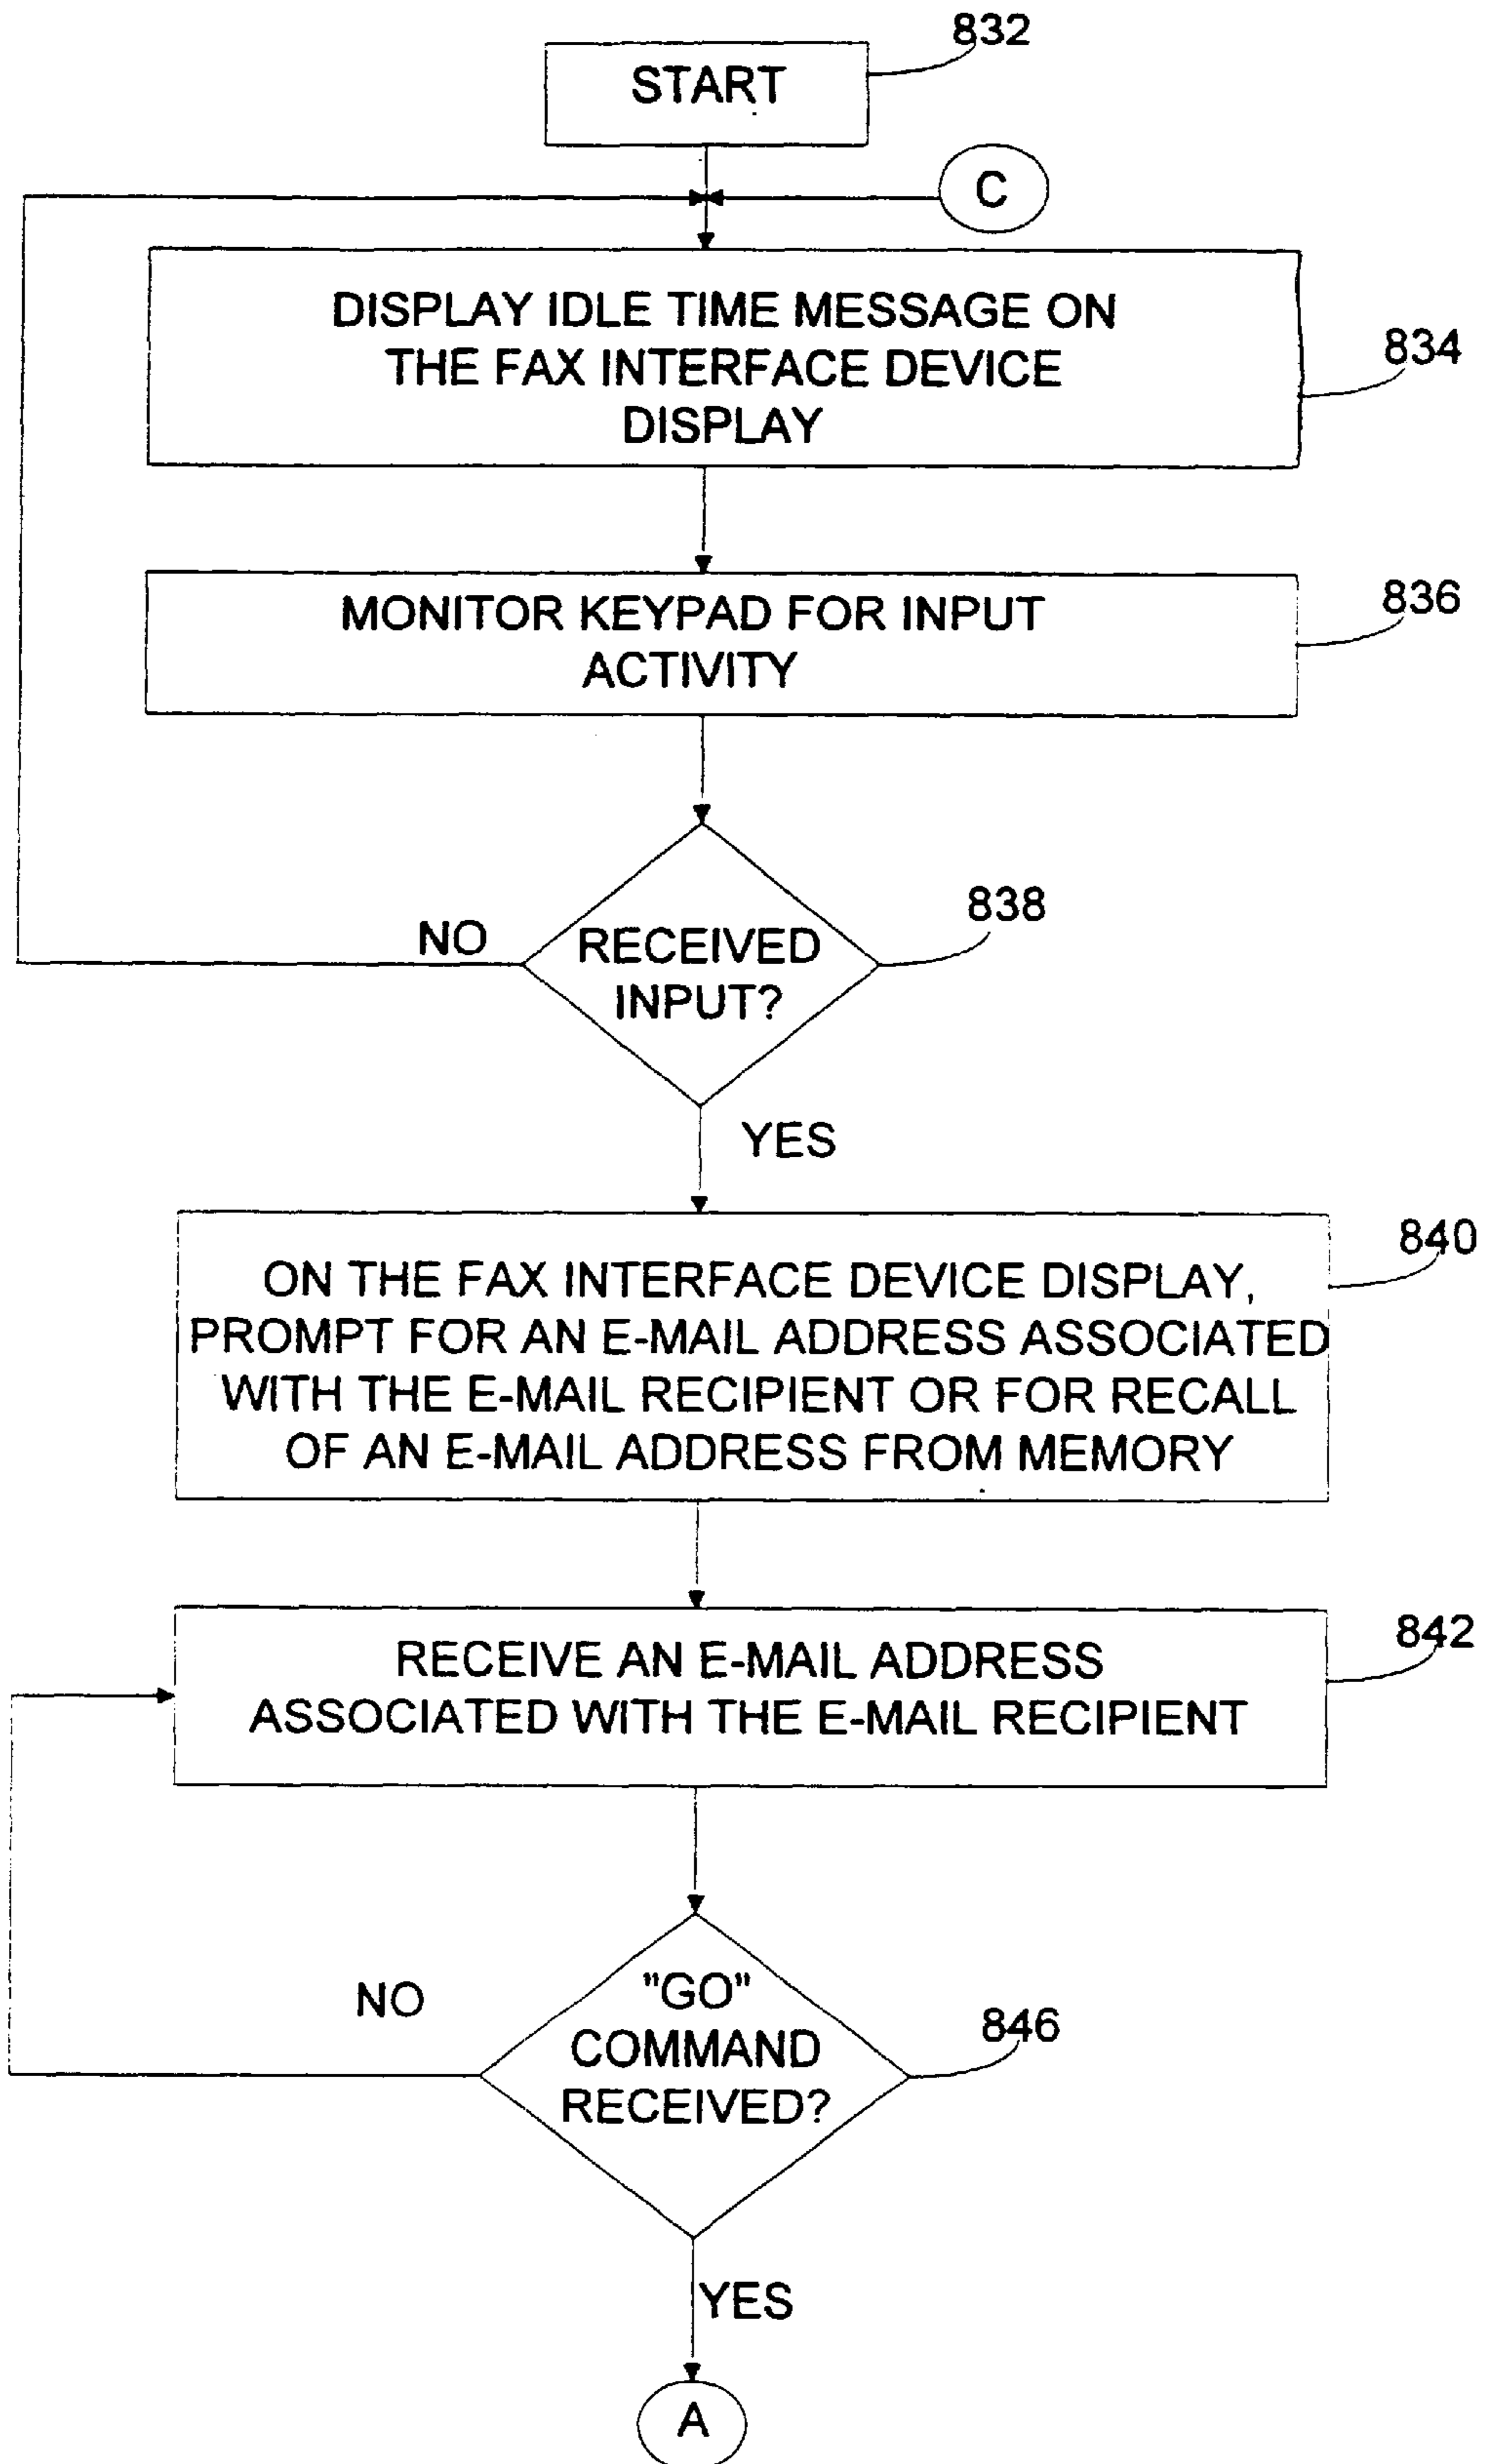 832
START
C
DISPLAY IDLE TIME MESSAGE ON
THE FAX INTERFACE DEVICE
DISPLAY
834
MONITOR KEYPAD FOR INPUT
ACTIVITY
836
838
NO
RECEIVED
INPUT?
YES
840
ON THE FAX INTERFACE DEVICE DISPLAY,
PROMPT FOR AN E-MAIL ADDRESS ASSOCIATED
WITH THE E-MAIL RECIPIENT OR FOR RECALL
OF AN E-MAIL ADDRESS FROM MEMORY
842
RECEIVE AN E-MAIL ADDRESS
ASSOCIATED WITH THE E-MAIL RECIPIENT
NO
"GO"
COMMAND
RECEIVED?
846
YES
A